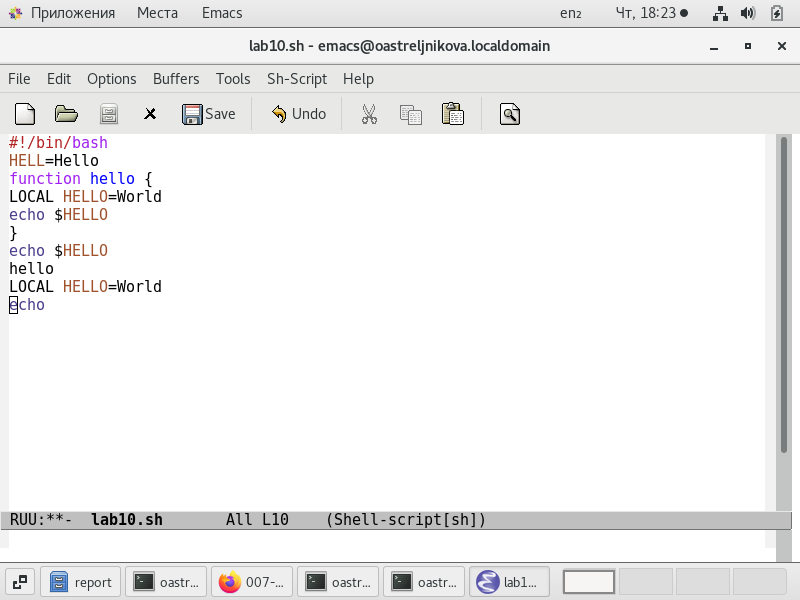 Приложения Места Emacs en₂ Чт, 18:23
lab10.sh - emacs@oastreljnikova.localdomain
File Edit Options Buffers Tools Sh-Script Help
Save Undo
#!/bin/bash
HELL=Hello
function hello {
LOCAL HELLO=World
echo $HELLO
}
echo $HELLO
hello
LOCAL HELLO=World
echo
RUU:**- lab10.sh All L10 (Shell-script[sh])
report oastr... 007-... oastr... oastr... lab1...